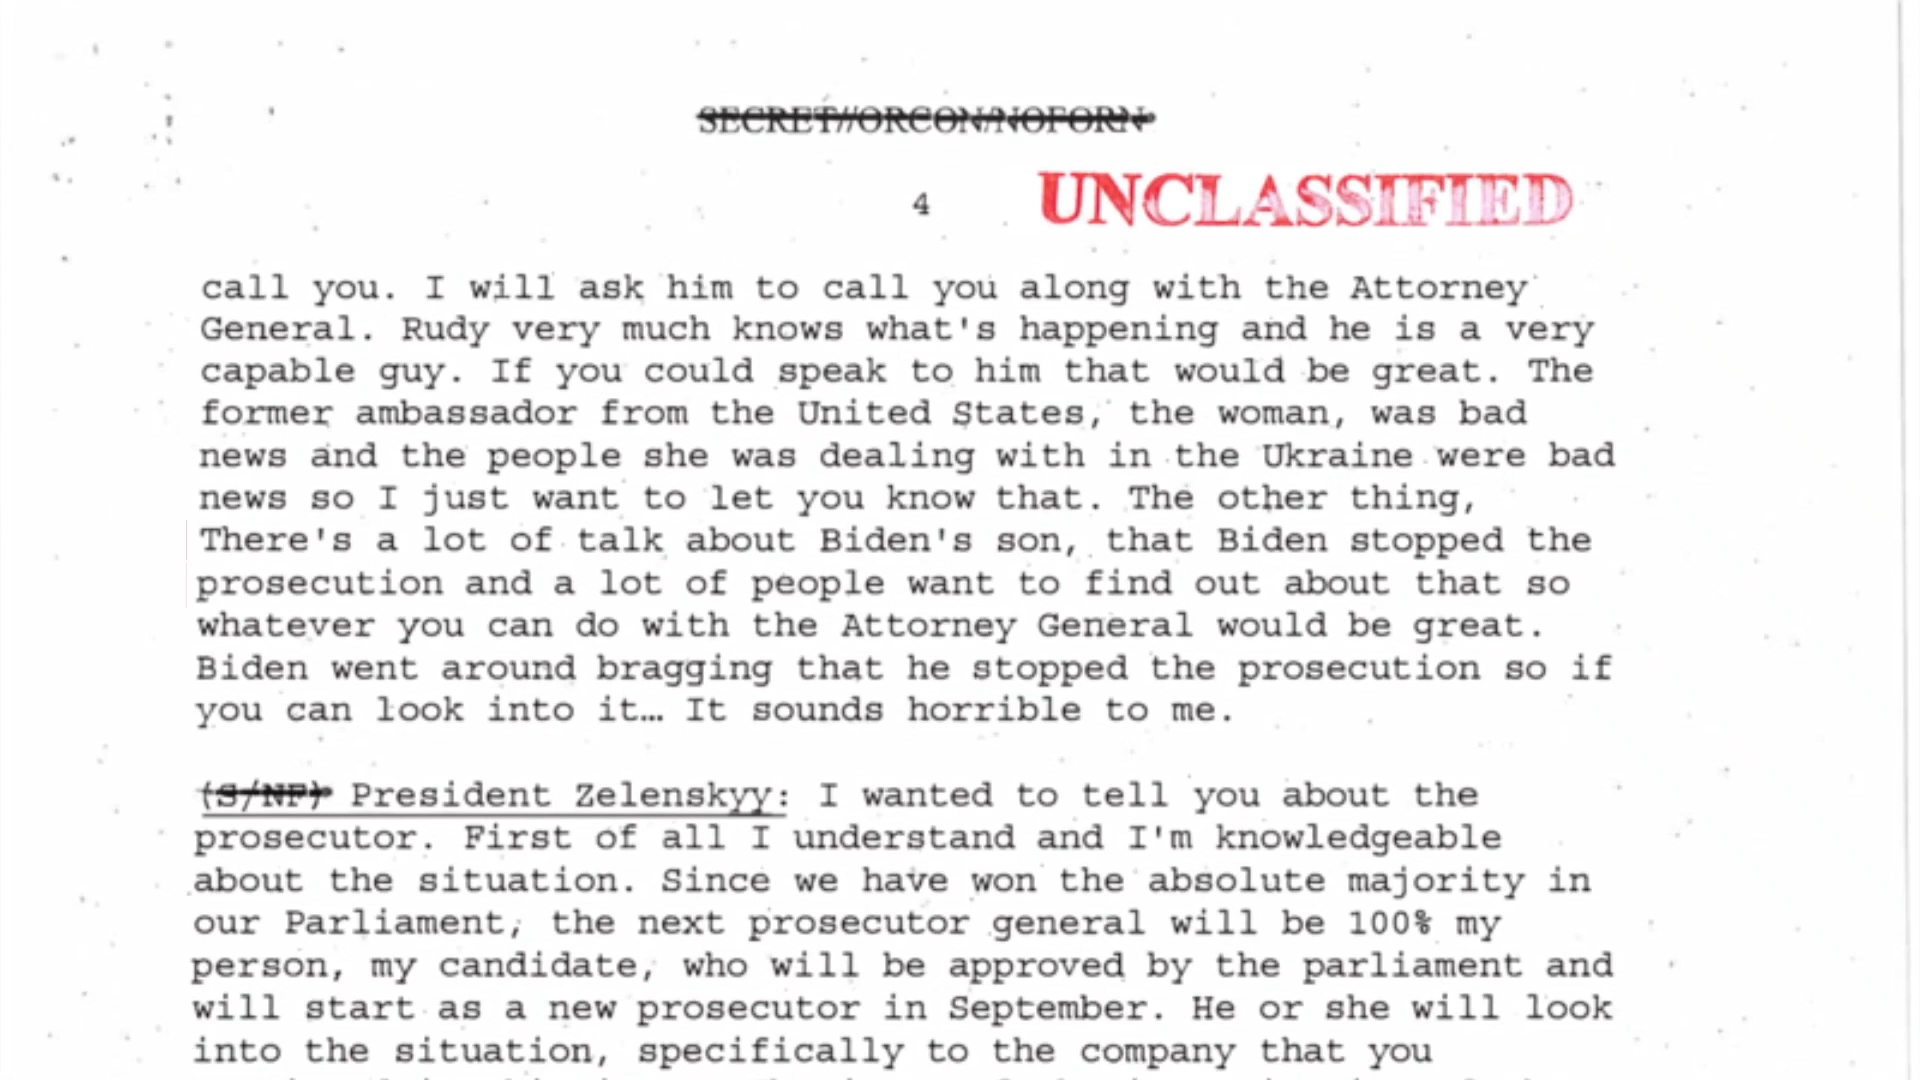 SECRET//ORCON/NOFORN
4 UNCLASSIFIED
call you. I will ask him to call you along with the Attorney
General. Rudy very much knows what's happening and he is a very
capable guy. If you could speak to him that would be great. The
former ambassador from the United States, the woman, was bad
news and the people she was dealing with in the Ukraine were bad
news so I just want to let you know that. The other thing,
There's a lot of talk about Biden's son, that Biden stopped the
prosecution and a lot of people want to find out about that so
whatever you can do with the Attorney General would be great.
Biden went around bragging that he stopped the prosecution so if
you can look into it… It sounds horrible to me.
(S/NF) President Zelenskyy: I wanted to tell you about the
prosecutor. First of all I understand and I'm knowledgeable
about the situation. Since we have won the absolute majority in
our Parliament, the next prosecutor general will be 100% my
person, my candidate, who will be approved by the parliament and
will start as a new prosecutor in September. He or she will look
into the situation, specifically to the company that you